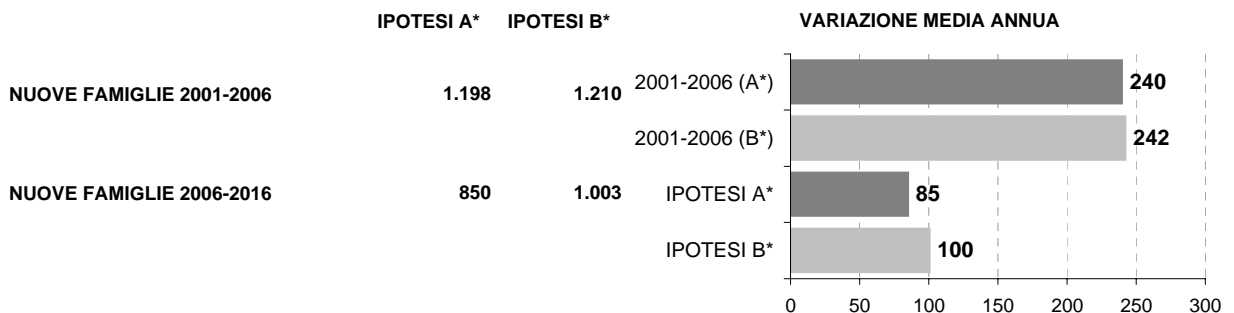 IPOTESI A* IPOTESI B* VARIAZIONE MEDIA ANNUA
NUOVE FAMIGLIE 2001-2006 1.198 1.210
NUOVE FAMIGLIE 2006-2016 850 1.003
2001-2006 (A*) 240
2001-2006 (B*) 242
IPOTESI A* 85
IPOTESI B* 100
0 50 100 150 200 250 300